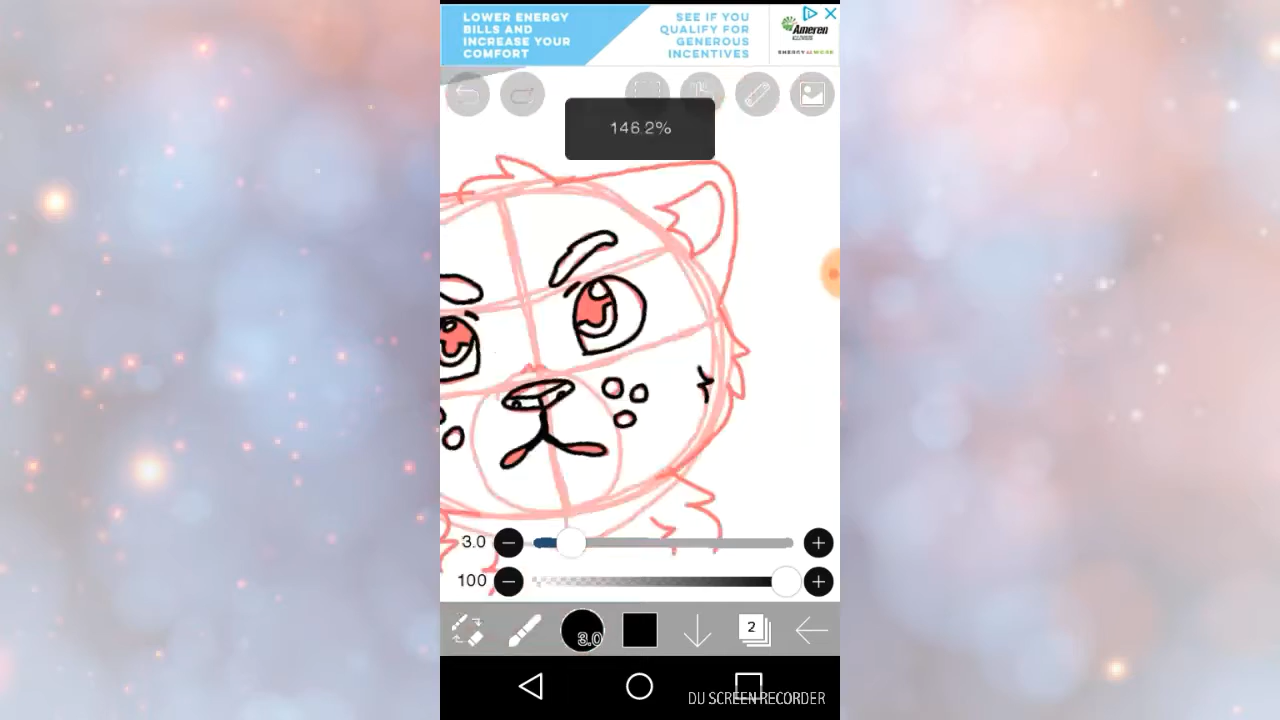 LOWER ENERGY
BILLS AND
INCREASE YOUR
COMFORT
SEE IF YOU
QUALIFY FOR
GENEROUS
INCENTIVES
Ameren
ILLINOIS
146.2%
3.0
100
3.0
2
DU SCREEN RECORDER